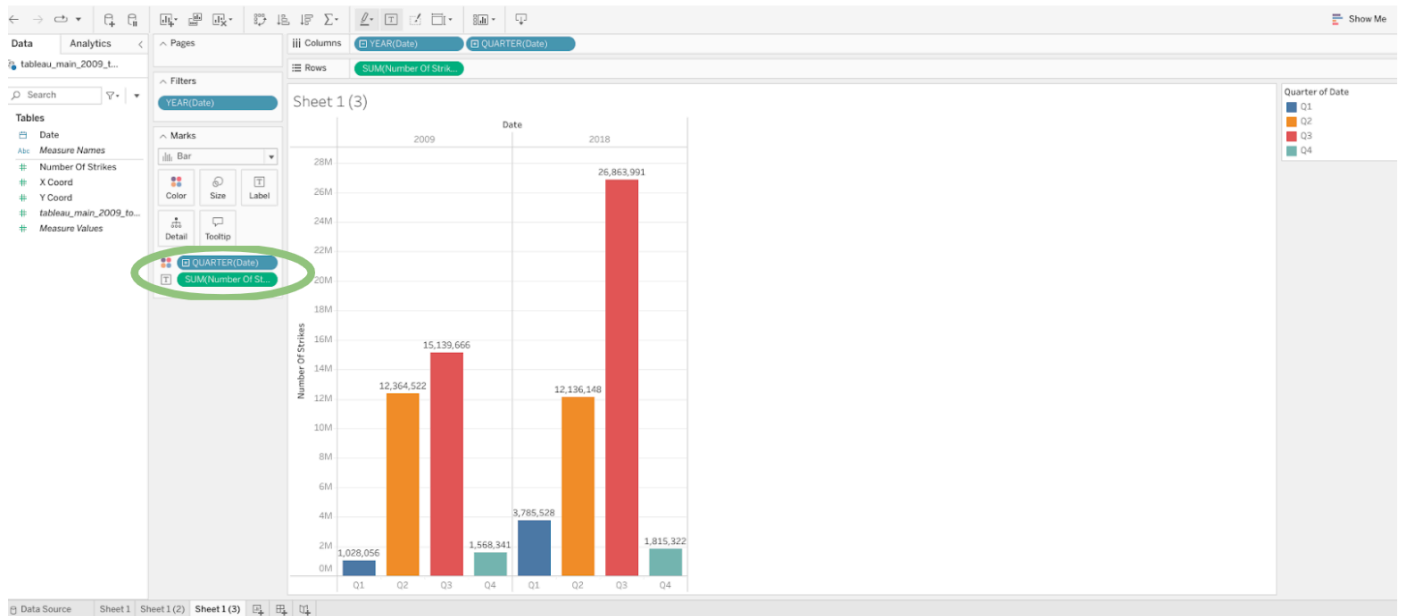 Show Me
Data
Analytics
Pages
Columns
YEAR(Date)
QUARTER(Date)
tableau_main_2009_t...
Rows
SUM(Number Of Strik...
Search
Filters
YEAR(Date)
Tables
Date
Abc Measure Names
Number Of Strikes
X Coord
Y Coord
tableau_main_2009_to...
Measure Values
Marks
Bar
Color
Size
Label
Detail
Tooltip
QUARTER(Date)
SUM(Number Of St...
Sheet 1 (3)
Date
2009
2018
Number Of Strikes
28M
26M
24M
22M
20M
18M
16M
14M
12M
10M
8M
6M
4M
2M
0M
1,028,056
12,364,522
15,139,666
1,568,341
3,785,528
12,136,148
26,863,991
1,815,322
Q1 Q2 Q3 Q4 Q1 Q2 Q3 Q4
Quarter of Date
Q1
Q2
Q3
Q4
Data Source
Sheet 1
Sheet 1 (2)
Sheet 1 (3)